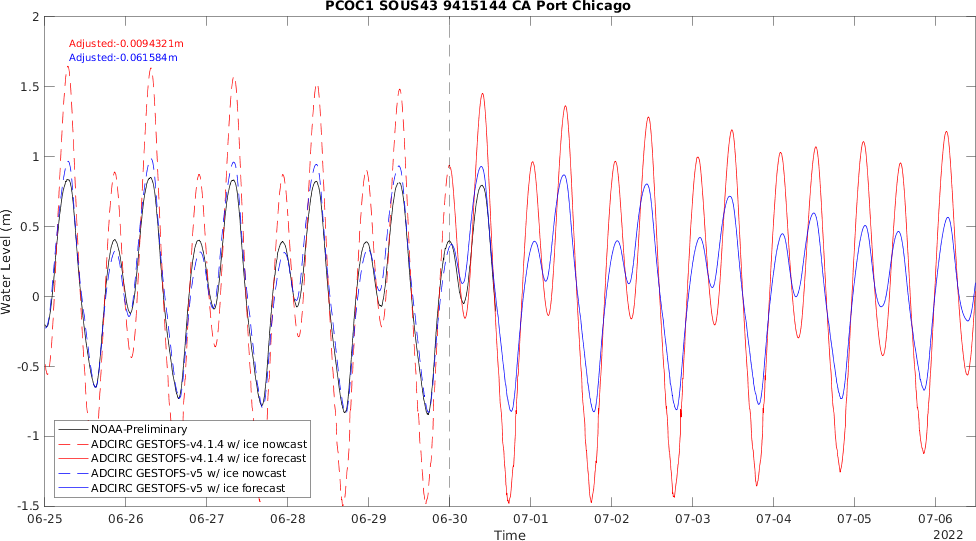 PCOC1 SOUS43 9415144 CA Port Chicago
Adjusted:-0.0094321m
Adjusted:-0.061584m
2
1.5
1
0.5
0
-0.5
-1
-1.5
Water Level (m)
NOAA-Preliminary
ADCIRC GESTOFS-v4.1.4 w/ ice nowcast
ADCIRC GESTOFS-v4.1.4 w/ ice forecast
ADCIRC GESTOFS-v5 w/ ice nowcast
ADCIRC GESTOFS-v5 w/ ice forecast
06-25 06-26 06-27 06-28 06-29 06-30 07-01 07-02 07-03 07-04 07-05 07-06
Time
2022